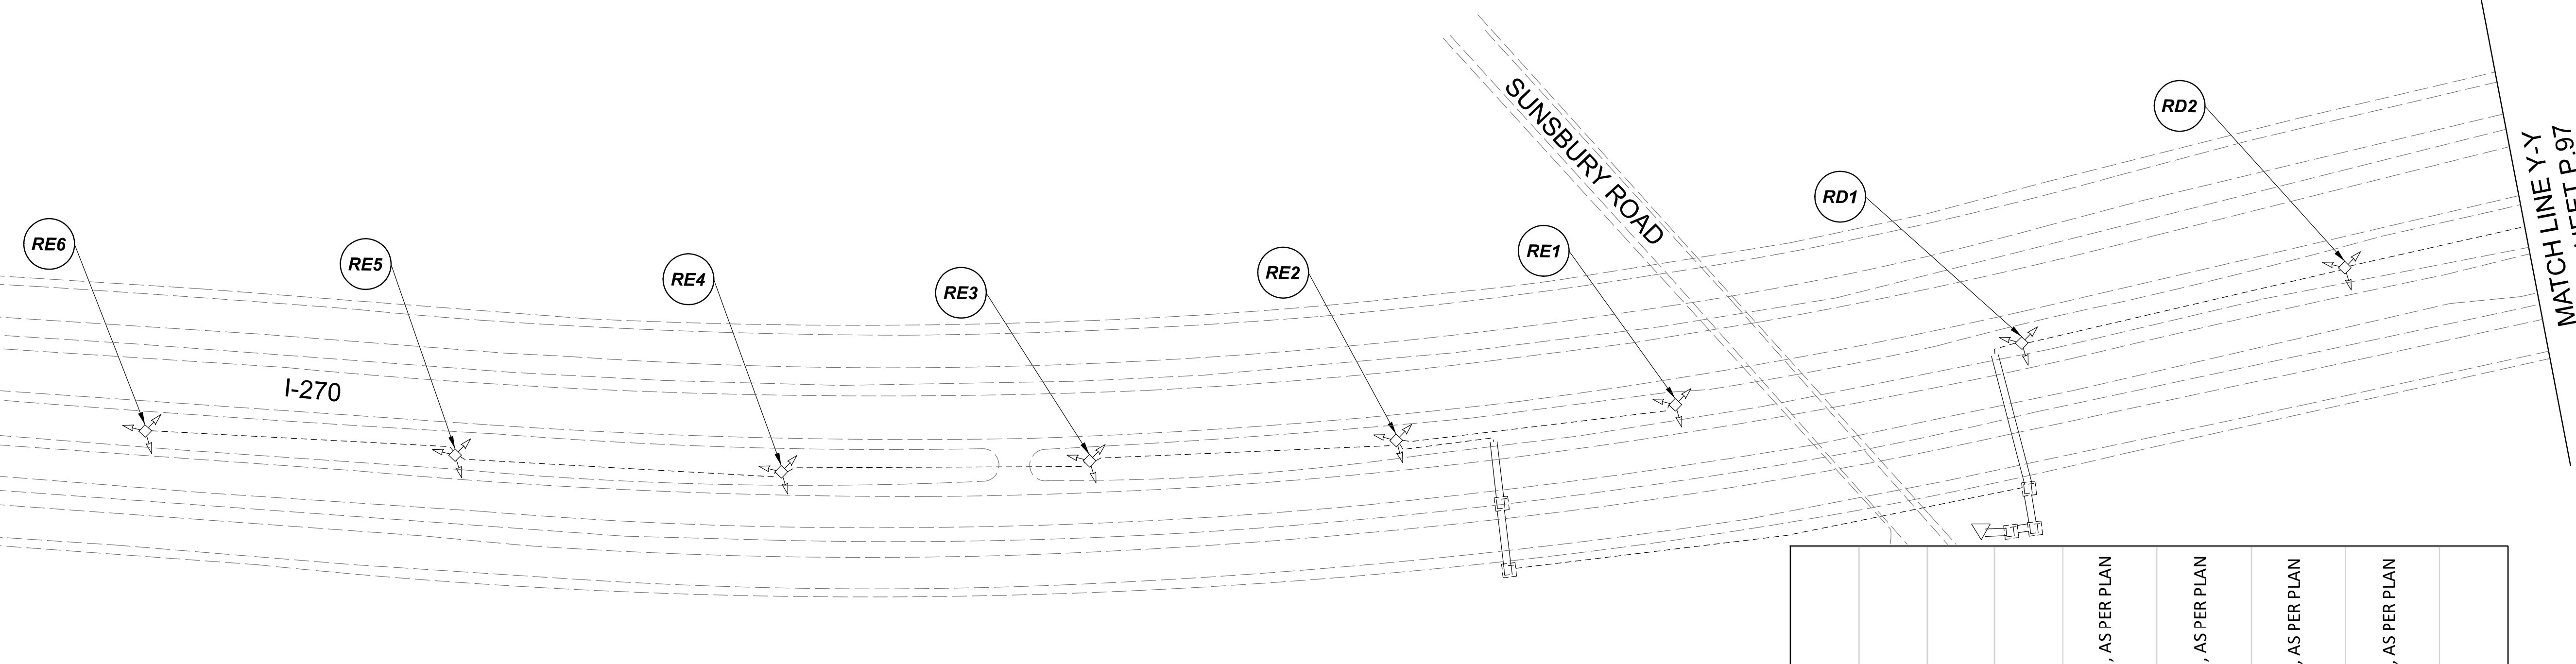 SUNSBURY ROAD
RD2
RD1
RE1
RE2
RE3
RE4
RE5
RE6
I-270
MATCH LINE Y-Y
P.97
, AS PER PLAN
, AS PER PLAN
, AS PER PLAN
, AS PER PLAN